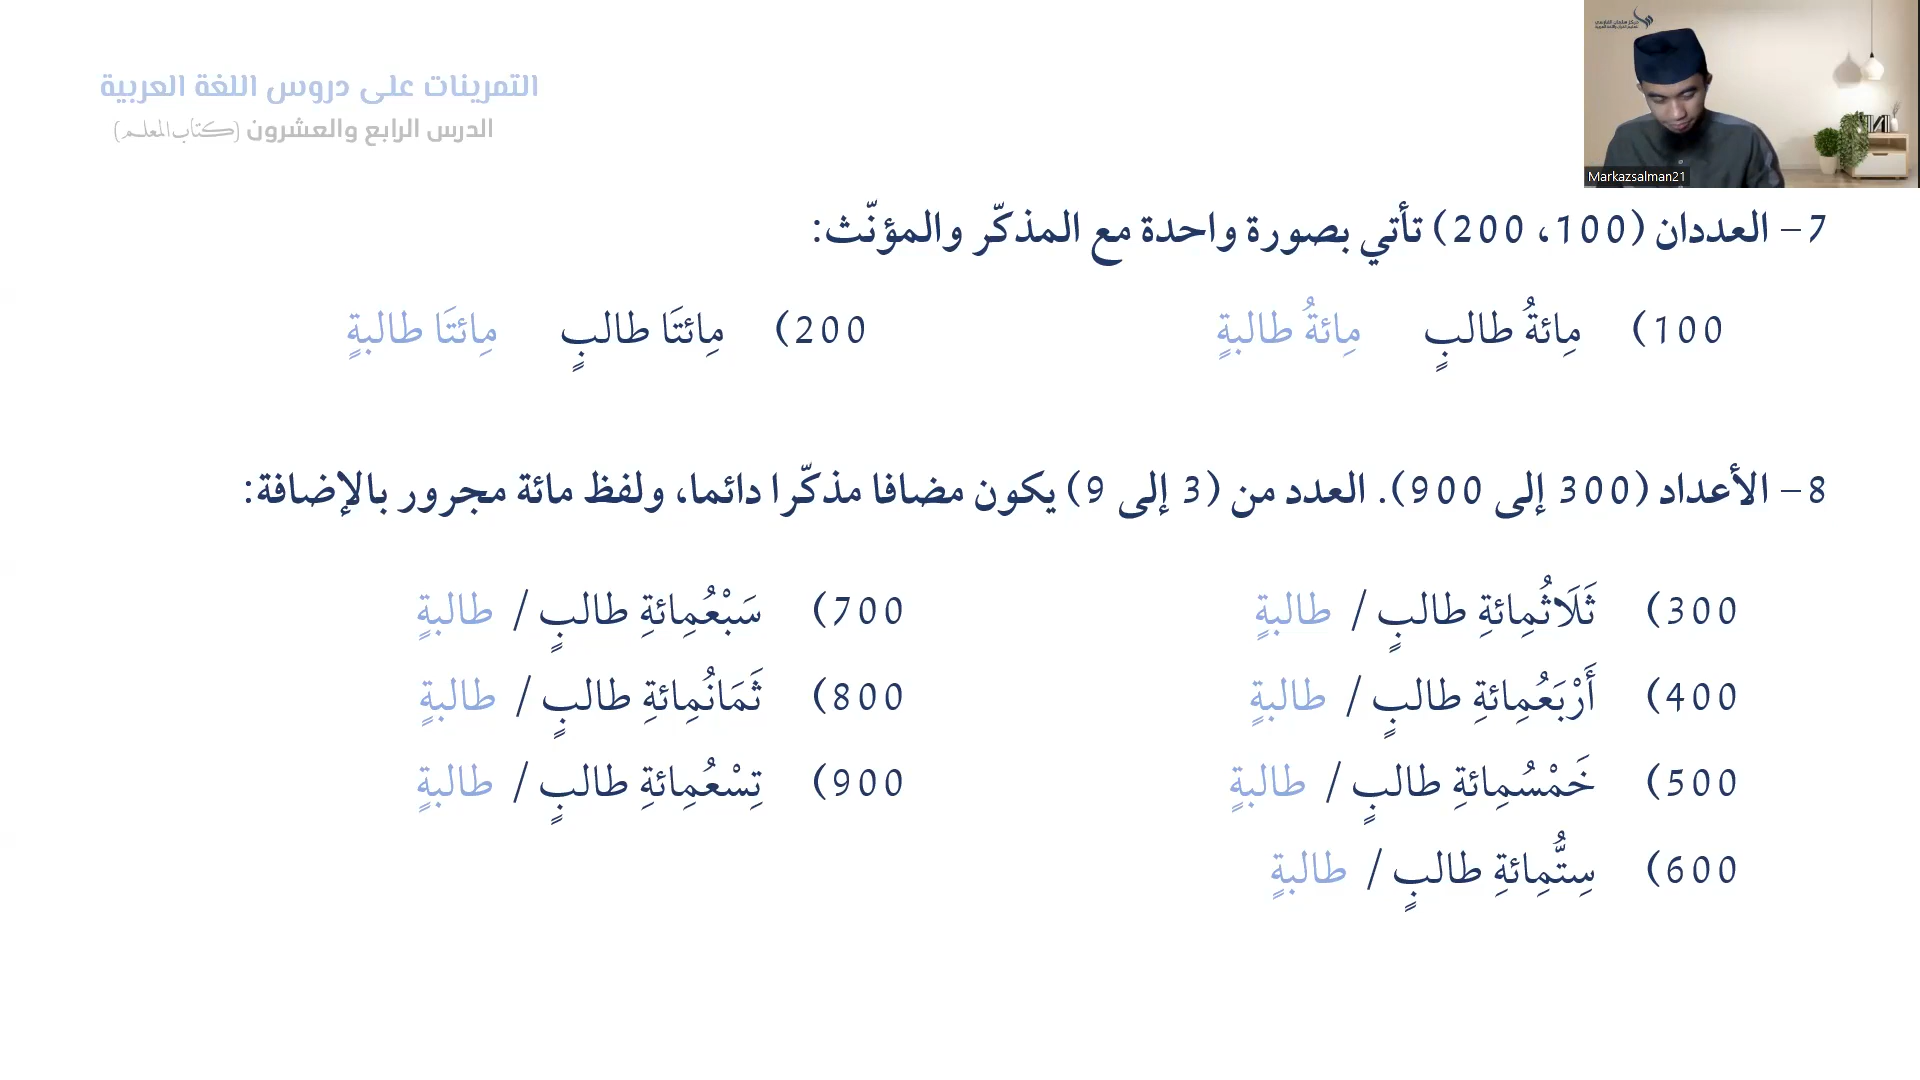 التمرينات على دروس اللغة العربية
الدرس الرابع والعشرون (كتاب المعلم)
Markazsalman21
7- العددان (100، 200) تأتي بصورة واحدة مع المذكّر والمؤنّث:
100) مِائةُ طالبٍ مِائةُ طالبةٍ
200) مِائتَا طالبٍ مِائتَا طالبةٍ
8- الأعداد (300 إلى 900). العدد من (3 إلى 9) يكون مضافا مذكّرا دائما، ولفظ مائة مجرور بالإضافة:
300) ثَلَاثُمِائةِ طالبٍ / طالبةٍ
400) أَرْبَعُمِائةِ طالبٍ / طالبةٍ
500) خَمْسُمِائةِ طالبٍ / طالبةٍ
600) سِتُّمِائةِ طالبٍ / طالبةٍ
700) سَبْعُمِائةِ طالبٍ / طالبةٍ
800) ثَمَانُمِائةِ طالبٍ / طالبةٍ
900) تِسْعُمِائةِ طالبٍ / طالبةٍ